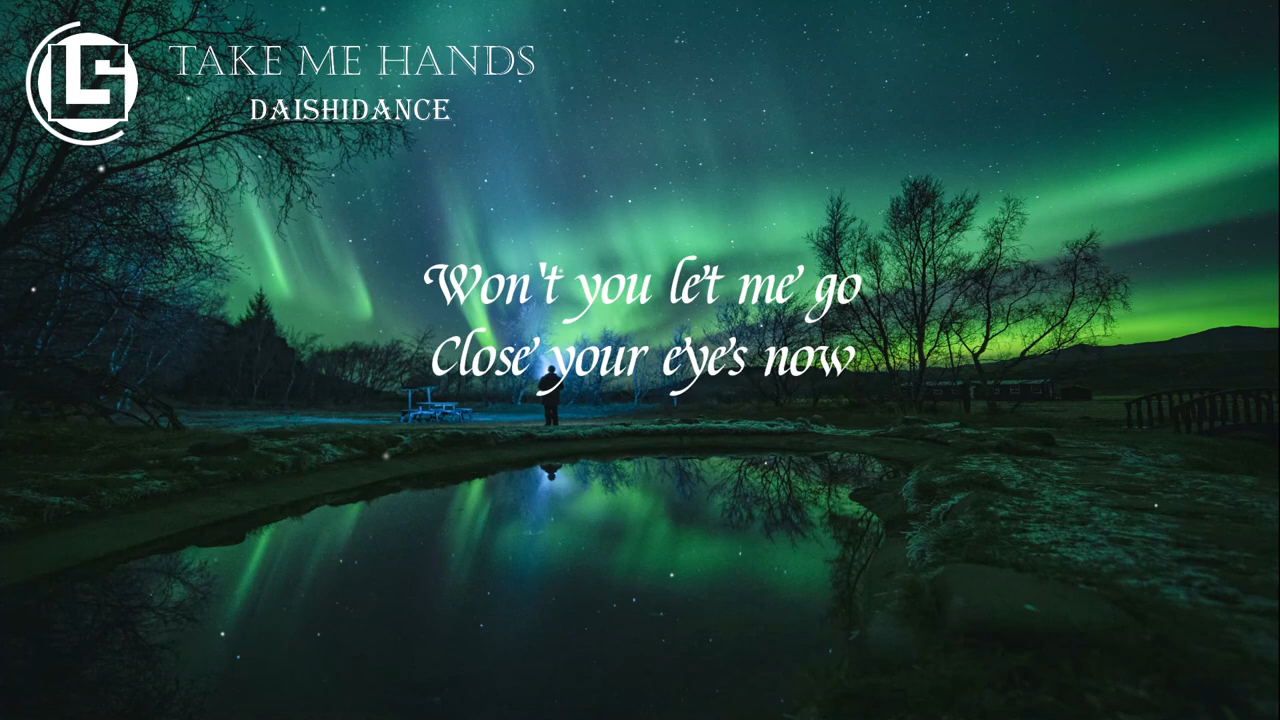 TAKE ME HANDS
DAISHIDANCE
Won't you let me go
Close your eyes now